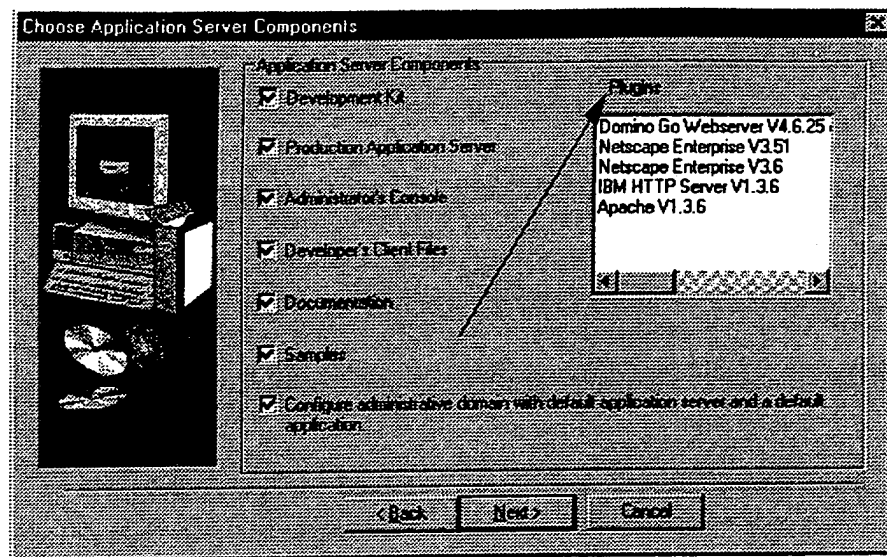 Choose Application Server Components
Application Server Components
Development Kit
Production Application Server
Administrator's Console
Developer's Client Files
Documentation
Samples
Configure administrative domain with default application server and a default
application
Plugins
Domino Go Webserver V4.6.25
Netscape Enterprise V3.51
Netscape Enterprise V3.6
IBM HTTP Server V1.3.6
Apache V1.3.6
< Back
Next >
Cancel